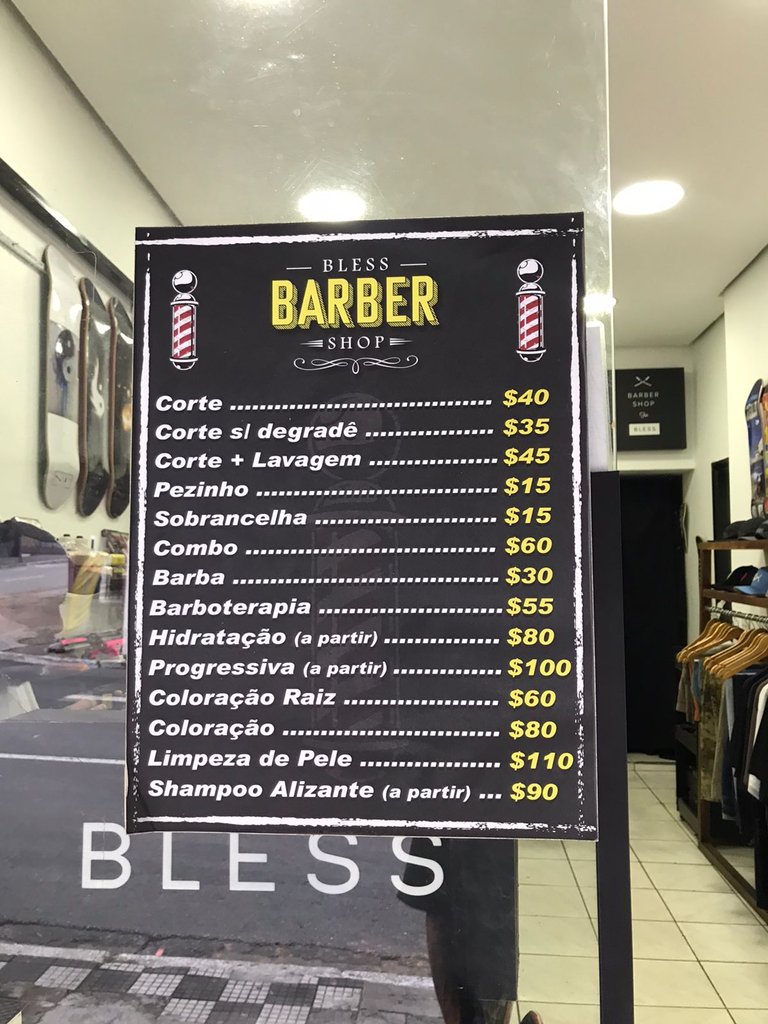 BLESS
BARBER
SHOP
Corte ................................... $40
Corte s/ degradê ................. $35
Corte + Lavagem ................. $45
Pezinho ................................ $15
Sobrancelha ........................ $15
Combo ................................. $60
Barba ................................... $30
Barboterapia ........................ $55
Hidratação (a partir) ............... $80
Progressiva (a partir) .............. $100
Coloração Raiz .................... $60
Coloração ............................ $80
Limpeza de Pele .................. $110
Shampoo Alizante (a partir) ... $90
BARBER
SHOP
BLESS
BLESS